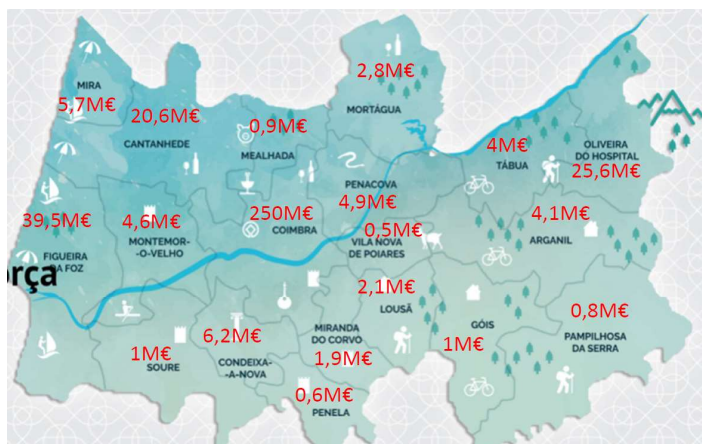 2,8M€
MIRA
5,7M€
20,6M€
MORTÁGUA
0,9M€
CANTANHEDE
MEALHADA
4M€
TÁBUA
OLIVEIRA
DO HOSPITAL
25,6M€
PENACOVA
4,9M€
39,5M€
4,6M€
250M€
COIMBRA
0,5M€
4,1M€
FIGUEIRA
DA FOZ
MONTEMOR-
-O-VELHO
VILA NOVA
DE POIARES
ARGANIL
orça
2,1M€
LOUSÃ
0,8M€
GÓIS
1M€
PAMPILHOSA
DA SERRA
1M€
SOURE
6,2M€
CONDEIXA-
-A-NOVA
MIRANDA
DO CORVO
1,9M€
0,6M€
PENELA